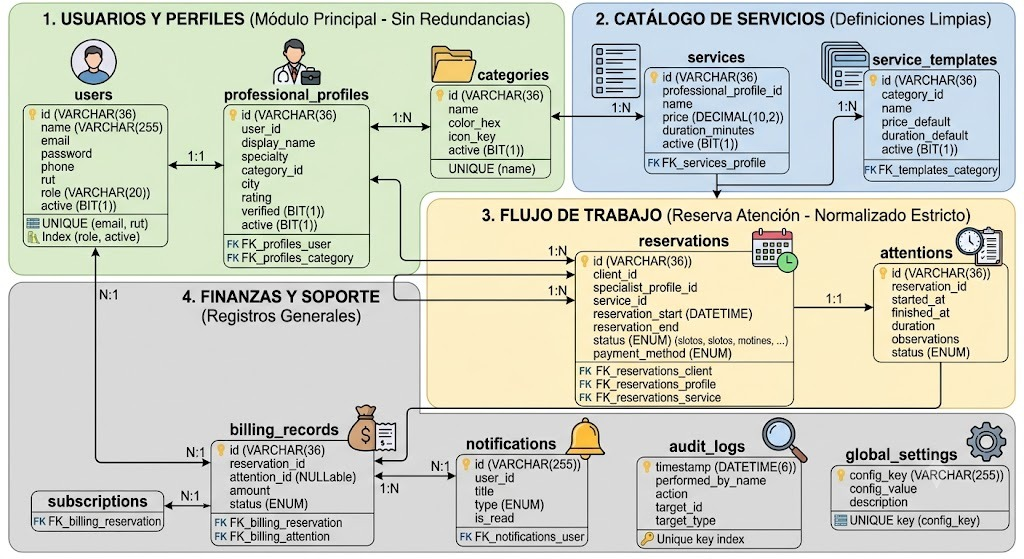 1. USUARIOS Y PERFILES (Módulo Principal - Sin Redundancias)
users
id (VARCHAR(36)
name (VARCHAR(255)
email
password
phone
rut
role (VARCHAR(20))
active (BIT(1))
UNIQUE (email, rut)
Index (role, active)
1:1
professional_profiles
id (VARCHAR(36)
user_id
display_name
specialty
category_id
city
rating
verified (BIT(1))
active (BIT(1))
FK FK_profiles_user
FK FK_profiles_category
1:N
categories
id (VARCHAR(36)
name
color_hex
icon_key
active (BIT(1))
UNIQUE (name)
1:N
2. CATÁLOGO DE SERVICIOS (Definiciones Limpias)
services
id (VARCHAR(36)
professional_profile_id
name
price (DECIMAL(10,2))
duration_minutes
active (BIT(1))
FK FK_services_profile
1:N
service_templates
id (VARCHAR(36)
category_id
name
price_default
duration_default
active (BIT(1))
FK FK_templates_category
3. FLUJO DE TRABAJO (Reserva Atención - Normalizado Estricto)
reservations
1:N
1:N
id (VARCHAR(36))
client_id
specialist_profile_id
service_id
reservation_start (DATETIME)
reservation_end
status (ENUM) (slotos, slotos, motines, ...)
payment_method (ENUM)
FK FK_reservations_client
FK FK_reservations_profile
FK FK_reservations_service
1:1
attentions
id (VARCHAR(36))
reservation_id
started_at
finished_at
duration
observations
status (ENUM)
4. FINANZAS Y SOPORTE
(Registros Generales)
N:1
N:1
billing_records
id (VARCHAR(36)
reservation_id
attention_id (NULLable)
amount
status (ENUM)
FK FK_billing_reservation
FK FK_billing_attention
subscriptions
FK FK_billing_reservation
N:1
N:1
1:N
notifications
id (VARCHAR(255))
user_id
title
type (ENUM)
is_read
FK FK_notifications_user
audit_logs
timestamp (DATETIME(6))
performed_by_name
action
target_id
target_type
Unique key index
global_settings
config_key (VARCHAR(255))
config_value
description
UNIQUE key (config_key)